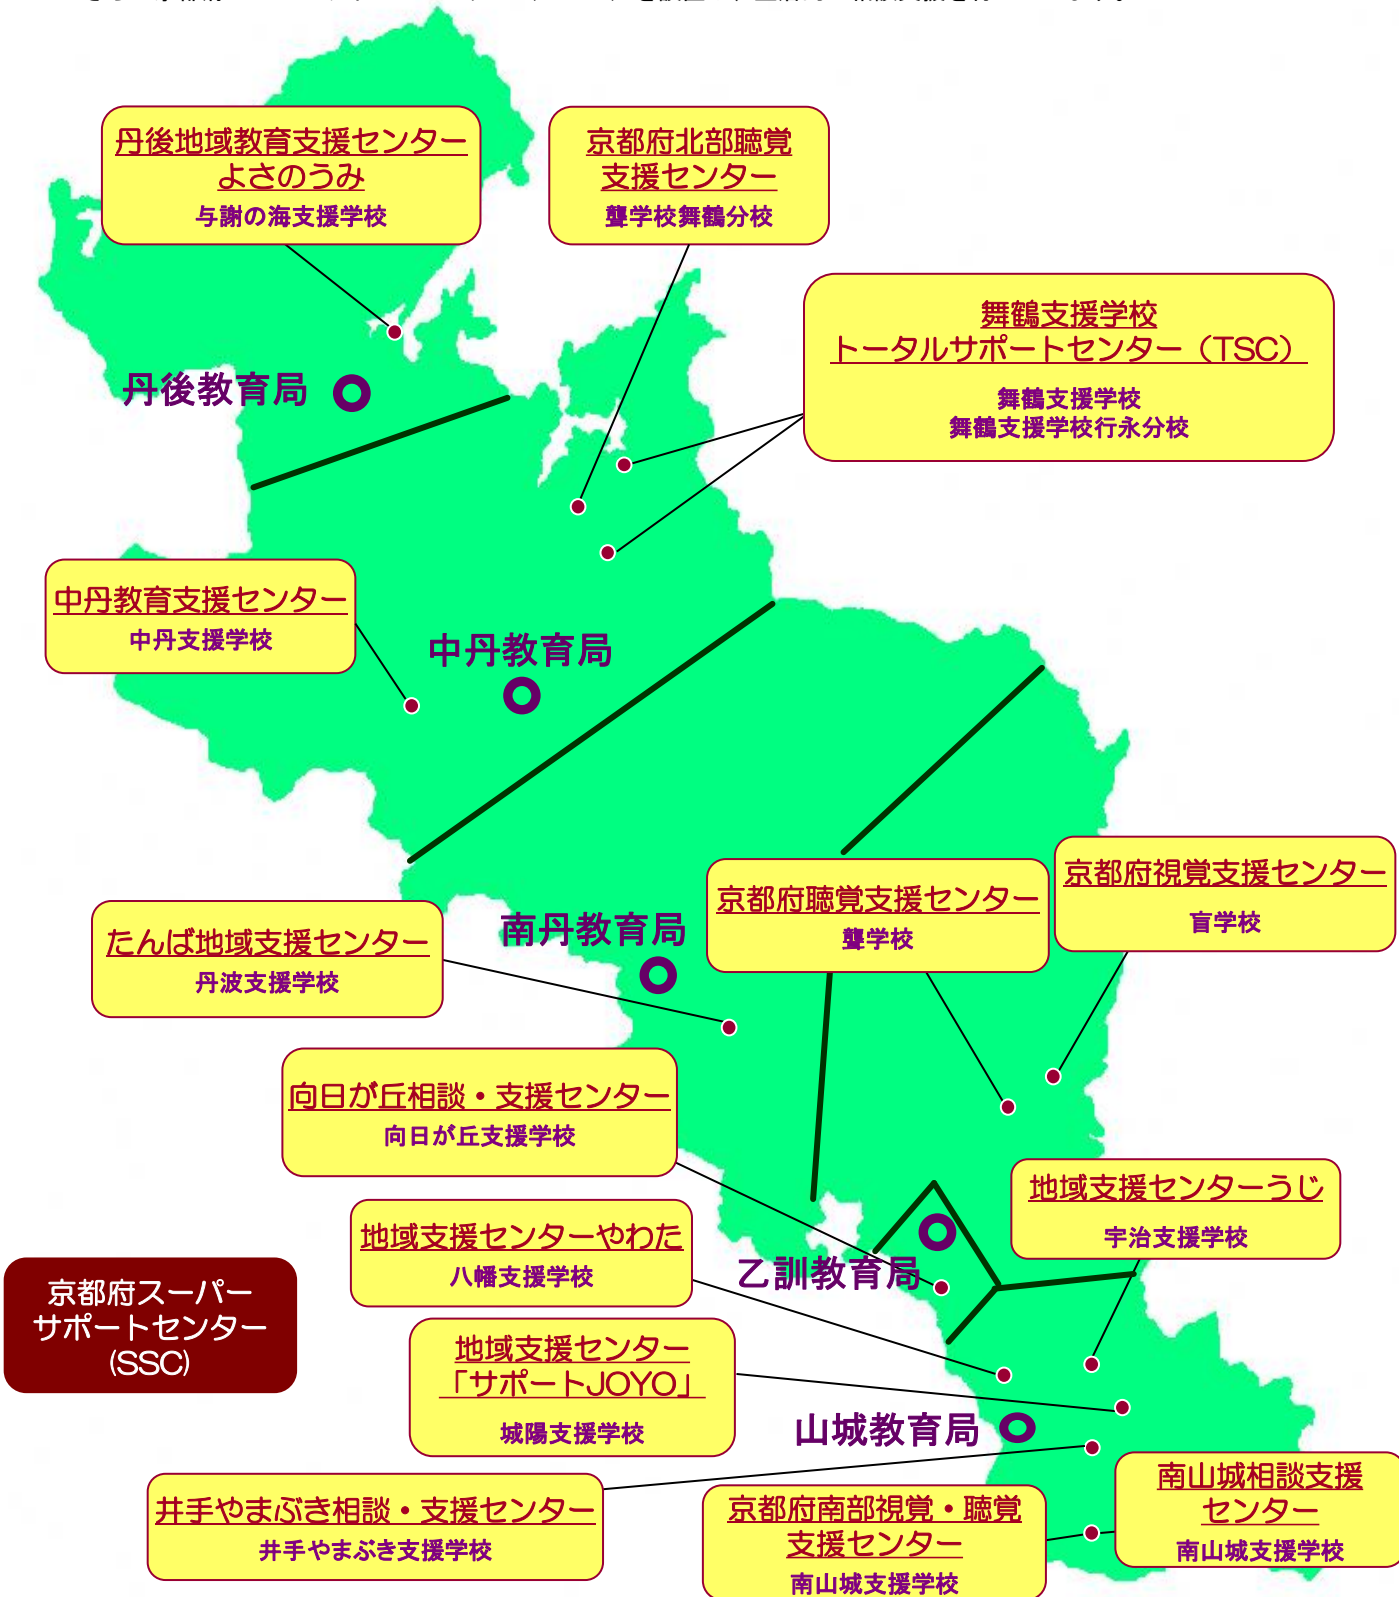 丹後地域教育支援センター
よさのうみ
与謝の海支援学校
京都府北部聴覚
支援センター
聾学校舞鶴分校
舞鶴支援学校
トータルサポートセンター（TSC）
舞鶴支援学校
舞鶴支援学校行永分校
丹後教育局
中丹教育支援センター
中丹支援学校
中丹教育局
京都府聴覚支援センター
聾学校
京都府視覚支援センター
盲学校
たんば地域支援センター
丹波支援学校
南丹教育局
向日が丘相談・支援センター
向日が丘支援学校
地域支援センターうじ
宇治支援学校
地域支援センターやわた
八幡支援学校
乙訓教育局
京都府スーパー
サポートセンター
(SSC)
地域支援センター
「サポートJOYO」
城陽支援学校
山城教育局
井手やまぶき相談・支援センター
井手やまぶき支援学校
京都府南部視覚・聴覚
支援センター
南山城支援学校
南山城相談支援
センター
南山城支援学校